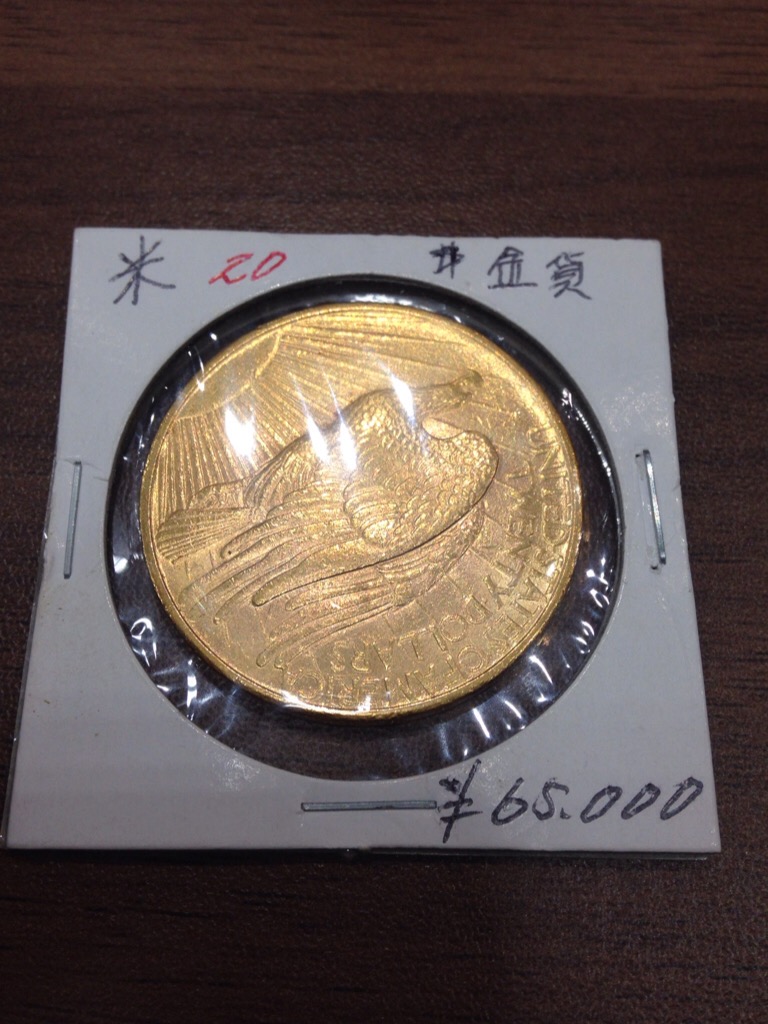 米 20 $金貨
UNITED STATES OF AMERICA
TWENTY DOLLARS
¥65.000